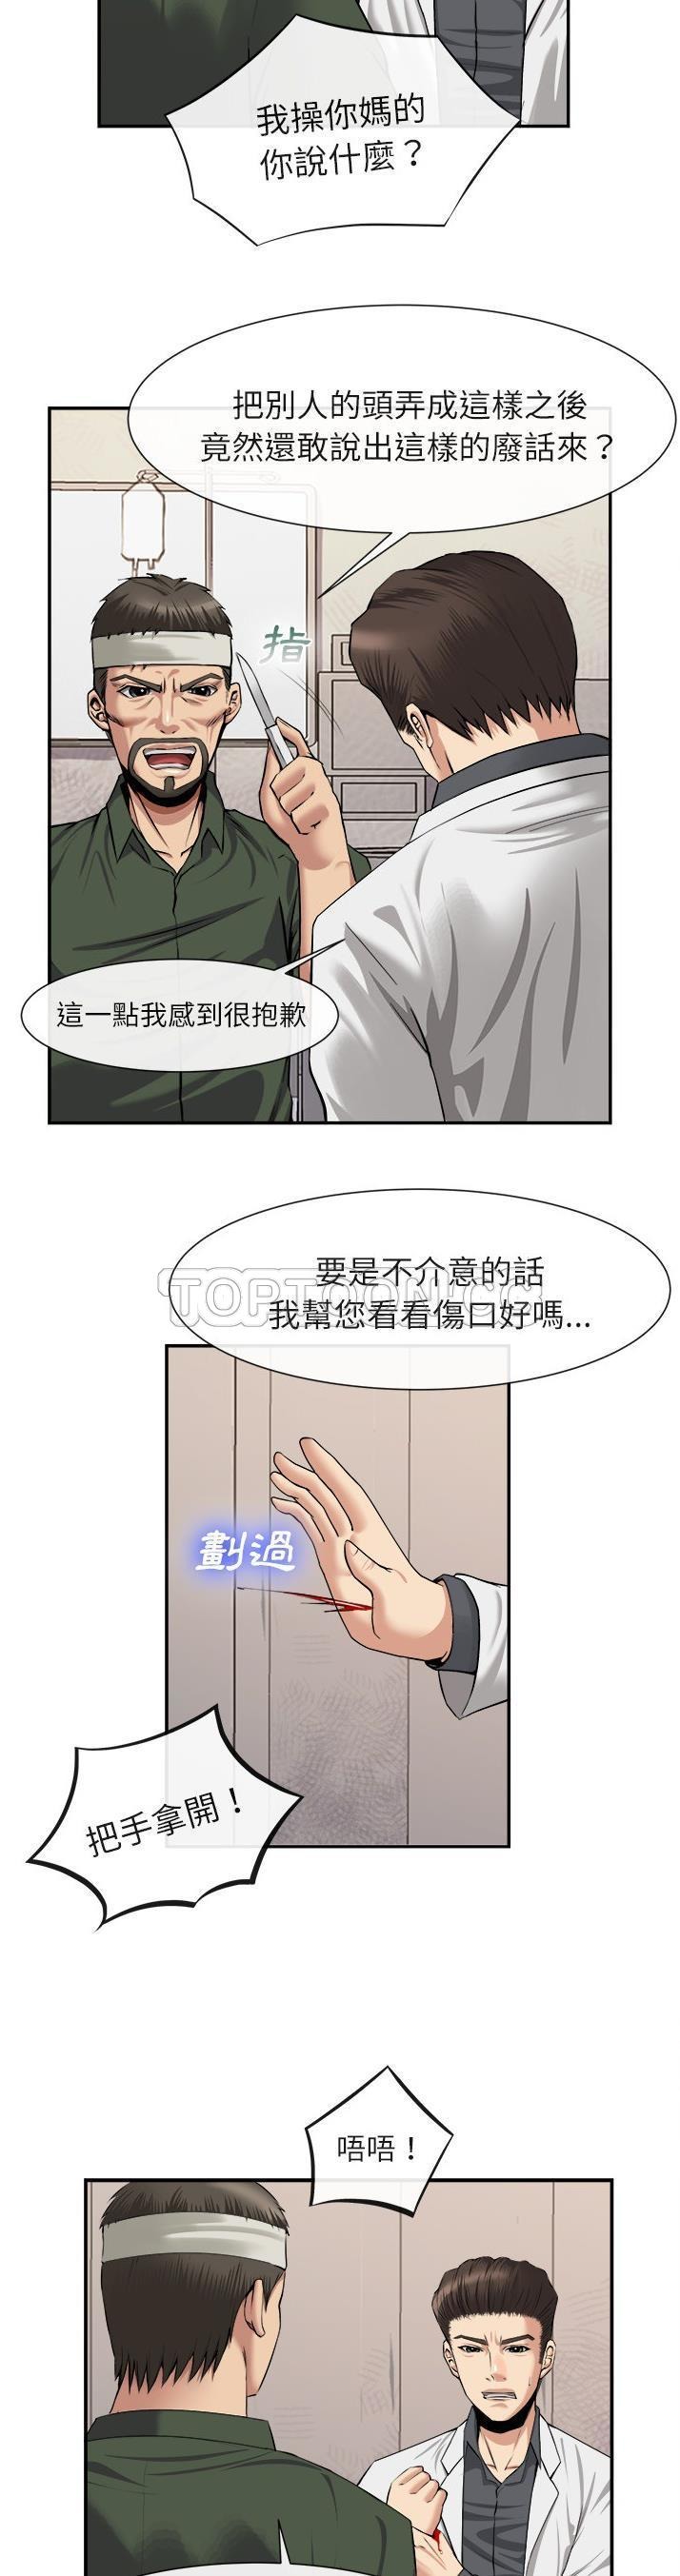 我操你媽的
你說什麼？
把別人的頭弄成這樣之後
竟然還敢說出這樣的廢話來？
指
這一點我感到很抱歉
要是不介意的話
我幫您看看傷口好嗎...
TOPTOON.CC
劃過
把手拿開！
唔唔！